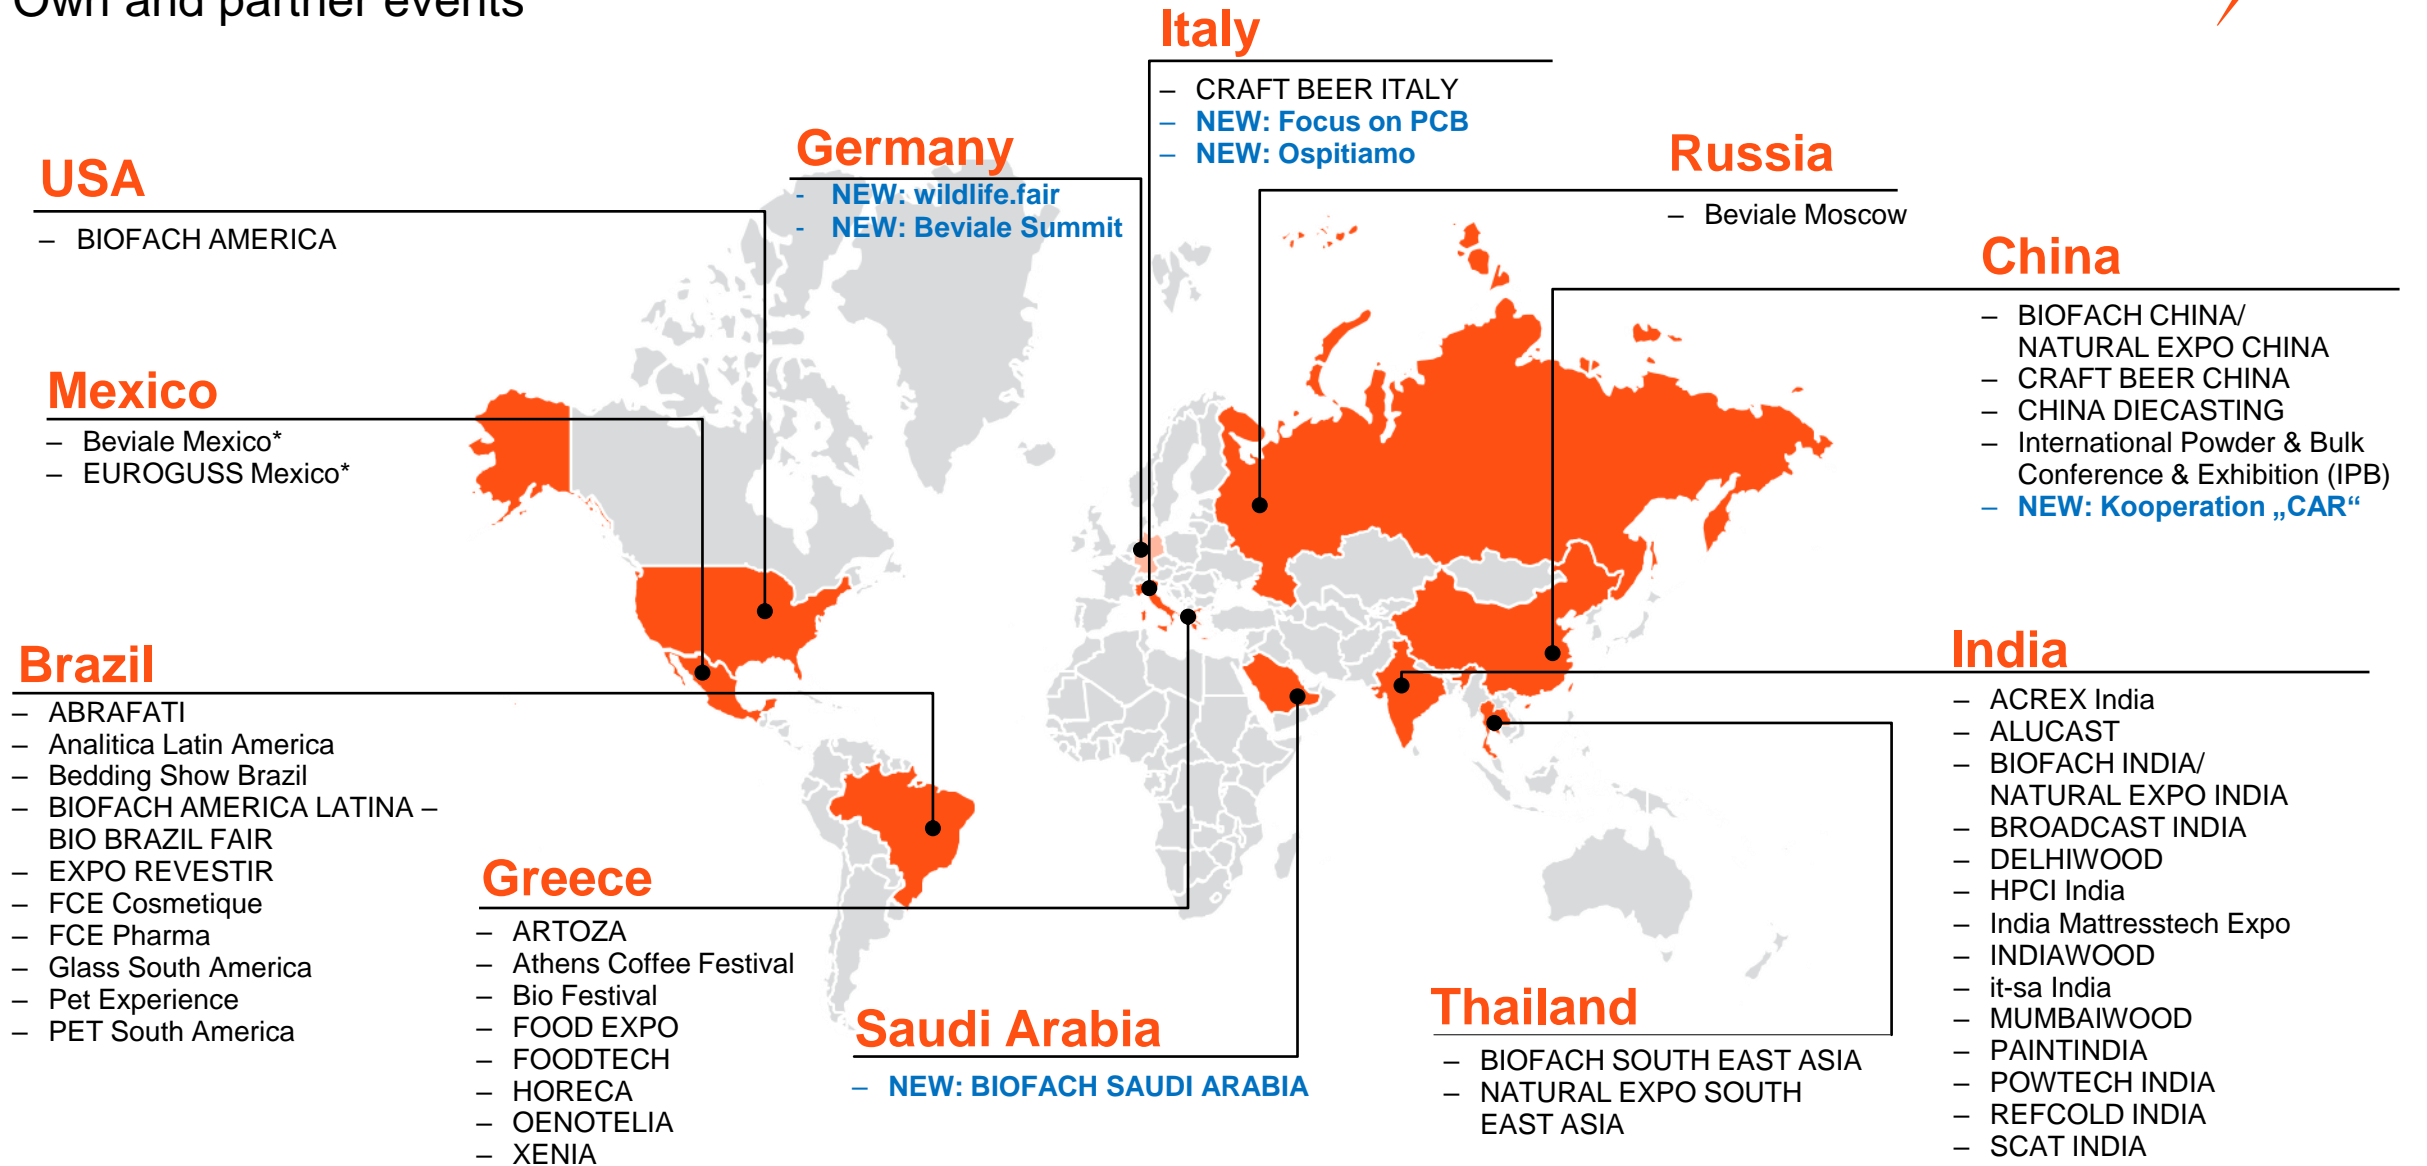 Own and partner events
Italy
– CRAFT BEER ITALY
– NEW: Focus on PCB
– NEW: Ospitiamo
Germany
- NEW: wildlife.fair
- NEW: Beviale Summit
USA
– BIOFACH AMERICA
Russia
– Beviale Moscow
China
– BIOFACH CHINA/
NATURAL EXPO CHINA
– CRAFT BEER CHINA
– CHINA DIECASTING
– International Powder & Bulk
Conference & Exhibition (IPB)
– NEW: Kooperation „CAR“
Mexico
– Beviale Mexico*
– EUROGUSS Mexico*
Brazil
– ABRAFATI
– Analitica Latin America
– Bedding Show Brazil
– BIOFACH AMERICA LATINA –
BIO BRAZIL FAIR
– EXPO REVESTIR
– FCE Cosmetique
– FCE Pharma
– Glass South America
– Pet Experience
– PET South America
Greece
– ARTOZA
– Athens Coffee Festival
– Bio Festival
– FOOD EXPO
– FOODTECH
– HORECA
– OENOTELIA
– XENIA
Saudi Arabia
– NEW: BIOFACH SAUDI ARABIA
Thailand
– BIOFACH SOUTH EAST ASIA
– NATURAL EXPO SOUTH
EAST ASIA
India
– ACREX India
– ALUCAST
– BIOFACH INDIA/
NATURAL EXPO INDIA
– BROADCAST INDIA
– DELHIWOOD
– HPCI India
– India Mattresstech Expo
– INDIAWOOD
– it-sa India
– MUMBAIWOOD
– PAINTINDIA
– POWTECH INDIA
– REFCOLD INDIA
– SCAT INDIA